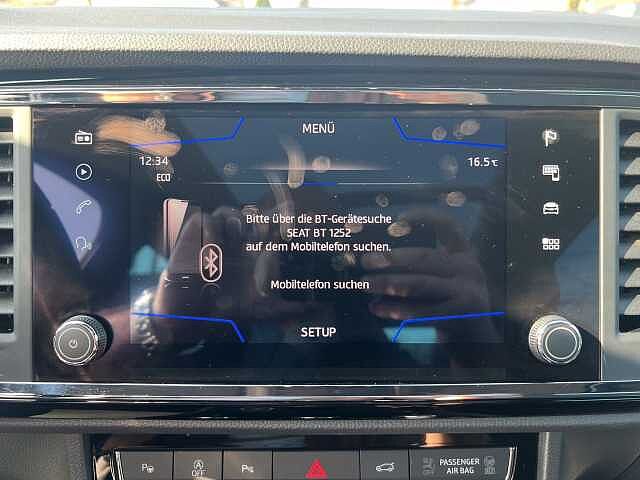 MENÜ
12:34
16.5°C
ECO
Bitte über die BT-Gerätesuche
SEAT BT 1252
auf dem Mobiltelefon suchen.
Mobiltelefon suchen
SETUP
P
OFF
P
OFF
PASSENGER
AIR BAG